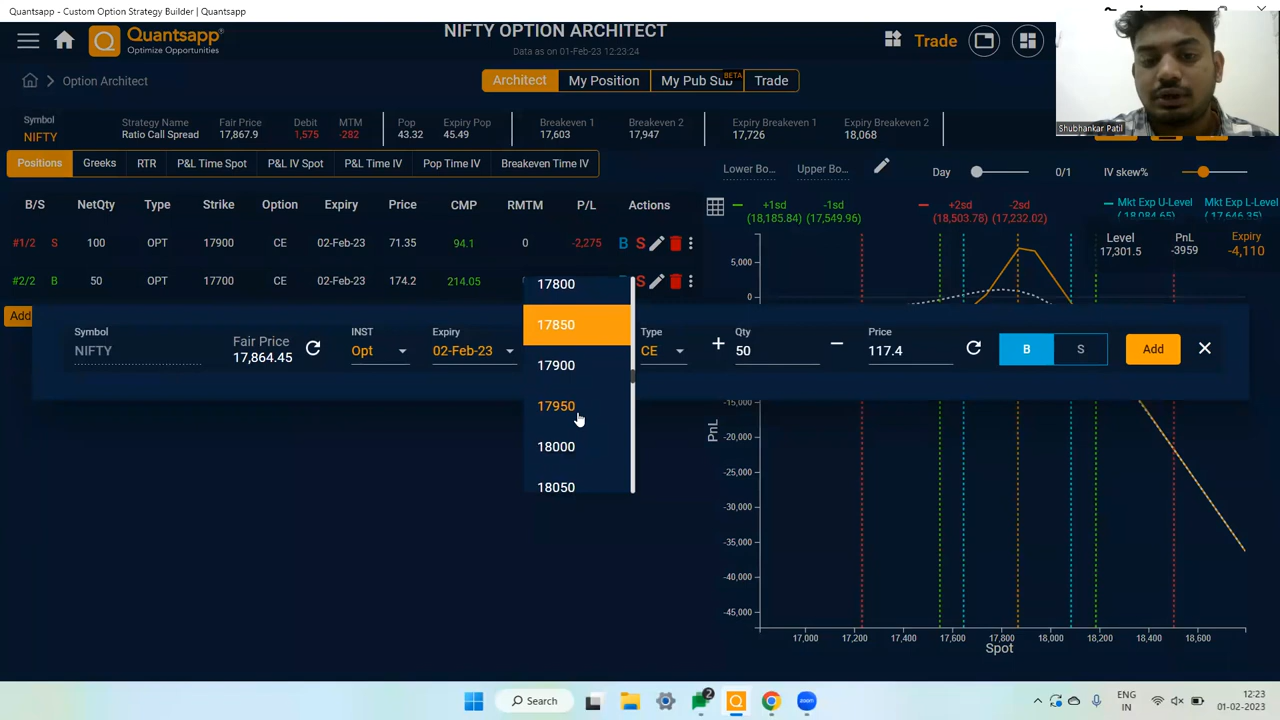 Quantsapp - Custom Option Strategy Builder | Quantsapp
Quantsapp
Optimize Opportunities
NIFTY OPTION ARCHITECT
Data as on 01-Feb-23 12:23:24
Trade
Option Architect
Architect
My Position
My Pub Sub
BETA
Trade
Shubhankar Patil
Symbol
NIFTY
Strategy Name
Ratio Call Spread
Fair Price
17,867.9
Debit
1,575
MTM
-282
Pop
43.32
Expiry Pop
45.49
Breakeven 1
17,603
Breakeven 2
17,947
Expiry Breakeven 1
17,726
Expiry Breakeven 2
18,068
Positions
Greeks
RTR
P&L Time Spot
P&L IV Spot
P&L Time IV
Pop Time IV
Breakeven Time IV
Lower Bo...
Upper Bo...
Day
0/1
IV skew%
B/S NetQty Type Strike Option Expiry Price CMP RMTM P/L Actions
#1/2 S 100 OPT 17900 CE 02-Feb-23 71.35 94.1 0 -2,275 B S
#2/2 B 50 OPT 17700 CE 02-Feb-23 174.2 214.05 S
Add
+1sd
(18,185.84)
-1sd
(17,549.96)
+2sd
(18,503.78)
-2sd
(17,232.02)
Mkt Exp U-Level
(18,084.65)
Mkt Exp L-Level
(17,646.35)
Level
17,301.5
PnL
-3959
Expiry
-4,110
Symbol
NIFTY
Fair Price
17,864.45
INST
Opt
Expiry
02-Feb-23
17800
17850
17900
17950
18000
18050
Type
CE
Qty
50
Price
117.4
B
S
Add
5,000
0
-15,000
-20,000
-25,000
-30,000
-35,000
-40,000
-45,000
PnL
17,000 17,200 17,400 17,600 17,800 18,000 18,200 18,400 18,600
Spot
Search
2
ENG
IN
12:23
01-02-2023